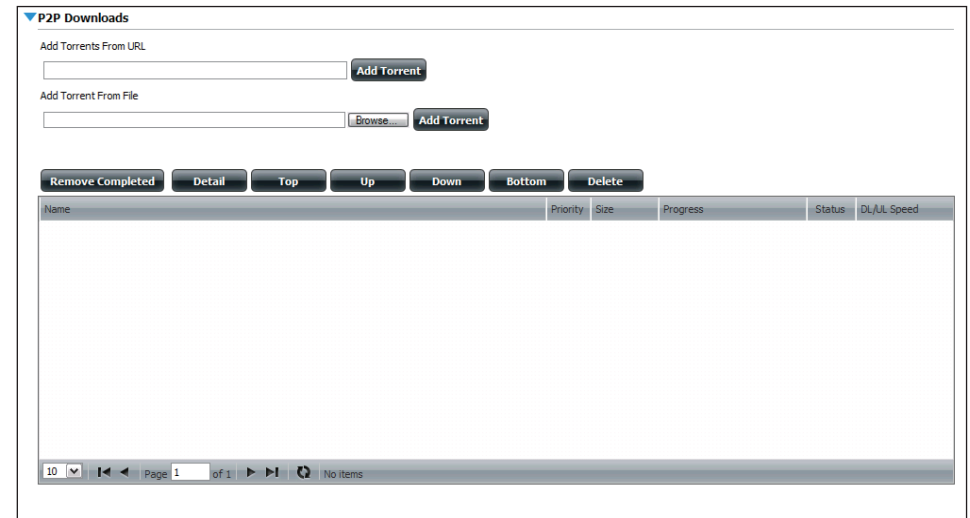 P2P Downloads
Add Torrents From URL
Add Torrent
Add Torrent From File
Browse... Add Torrent
Remove Completed Detail Top Up Down Bottom Delete
Name Priority Size Progress Status DL/UL Speed
10 Page 1 of 1 No items